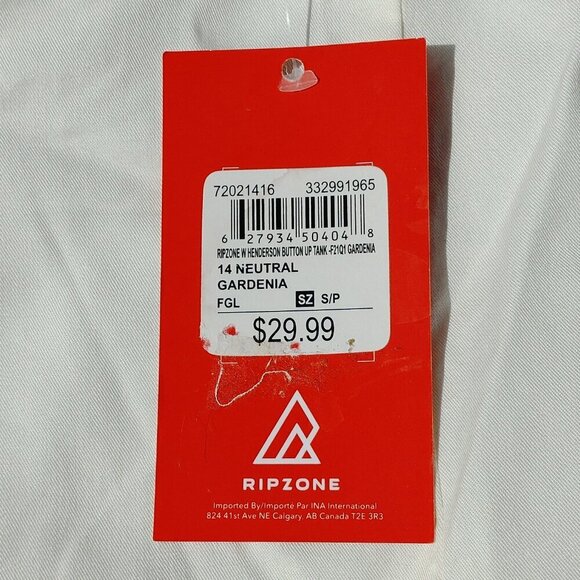 72021416 332991965
6 27934 50404 8
RIPZONE W HENDERSON BUTTON UP TANK -F21Q1 GARDENIA
14 NEUTRAL
GARDENIA
FGL SZ S/P
$29.99
RIPZONE
Imported By/Importé Par INA International
824 41st Ave NE Calgary, AB Canada T2E 3R3